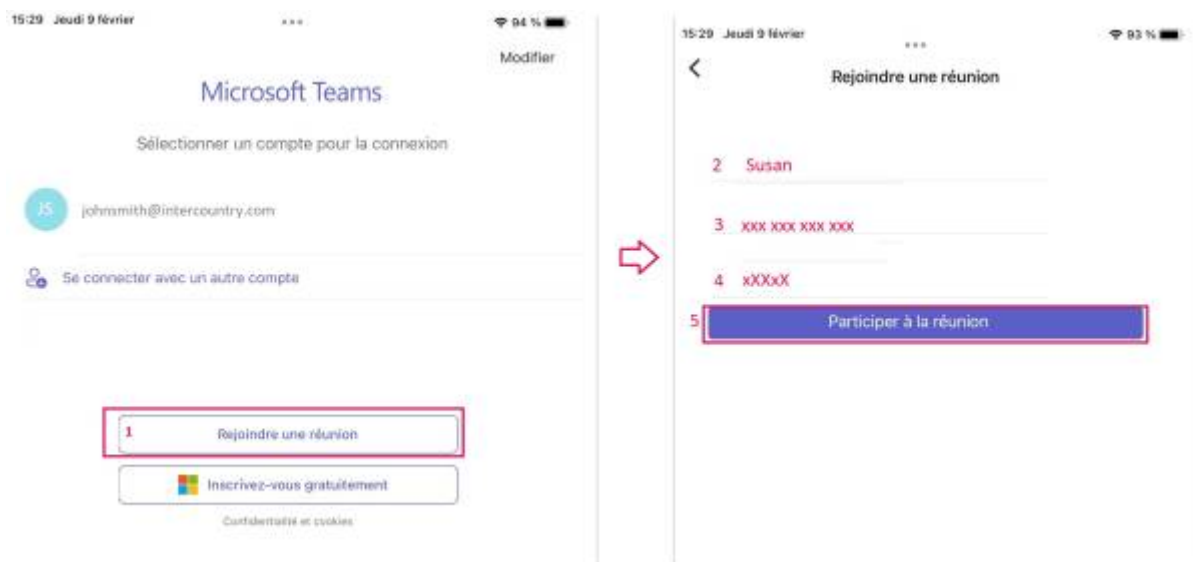 15:29 Jeudi 9 février
94 %
Modifier
Microsoft Teams
Sélectionner un compte pour la connexion
JS
johnsmith@intercountry.com
Se connecter avec un autre compte
1 Rejoindre une réunion
Inscrivez-vous gratuitement
Confidentialité et cookies
15:29 Jeudi 9 février
93 %
Rejoindre une réunion
2 Susan
3 xxx xxx xxx xxx
4 xXXxX
5 Participer à la réunion